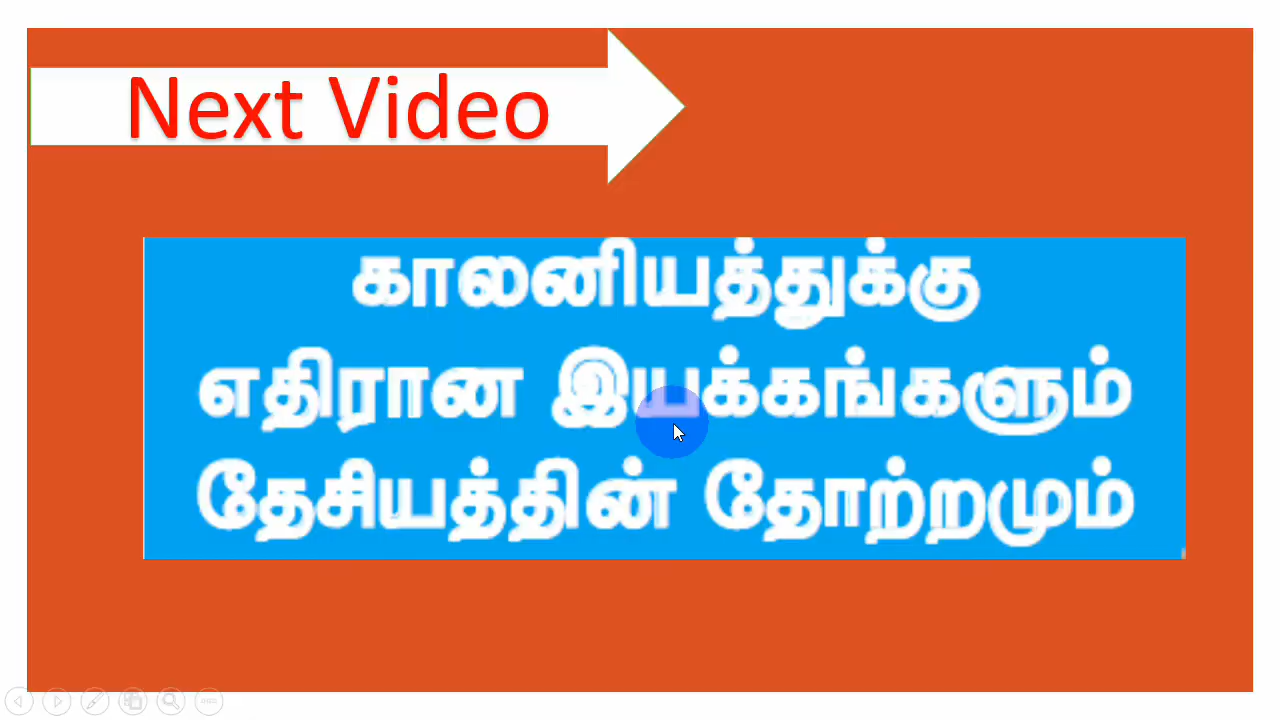 Next Video
காலனியத்துக்கு
எதிரான இயக்கங்களும்
தேசியத்தின் தோற்றமும்